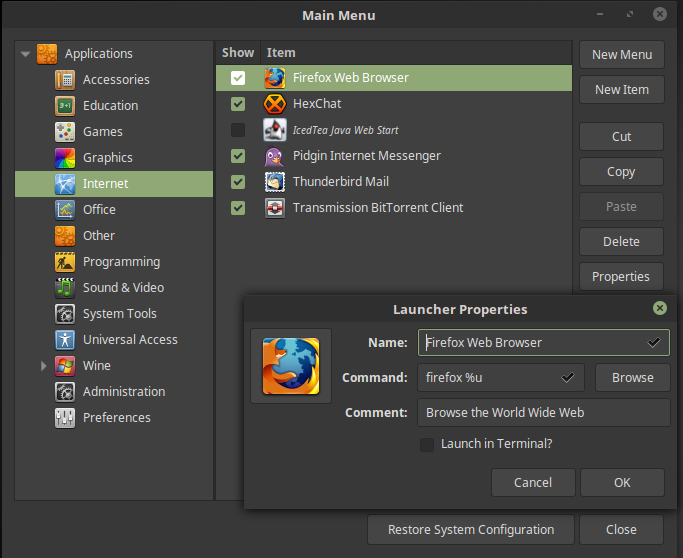 Main Menu
Applications
Accessories
Education
Games
Graphics
Internet
Office
Other
Programming
Sound & Video
System Tools
Universal Access
Wine
Administration
Preferences
Show Item
Firefox Web Browser
HexChat
IcedTea Java Web Start
Pidgin Internet Messenger
Thunderbird Mail
Transmission BitTorrent Client
New Menu
New Item
Cut
Copy
Paste
Delete
Properties
Launcher Properties
Name: Firefox Web Browser
Command: firefox %u Browse
Comment: Browse the World Wide Web
Launch in Terminal?
Cancel OK
Restore System Configuration Close